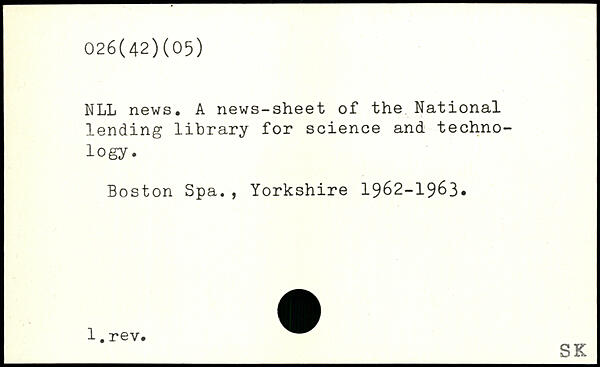 026(42)(05)
NLL news. A news-sheet of the National
lending library for science and techno-
logy.
Boston Spa., Yorkshire 1962-1963.
1.rev.
SK